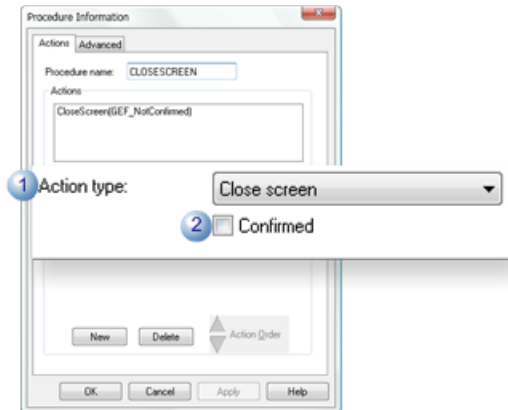 Procedure Information
Actions Advanced
Procedure name: CLOSESCREEN
Actions
CloseScreen(GEF_NotConfirmed)
1 Action type: Close screen
2 Confirmed
New Delete Action Order
OK Cancel Apply Help